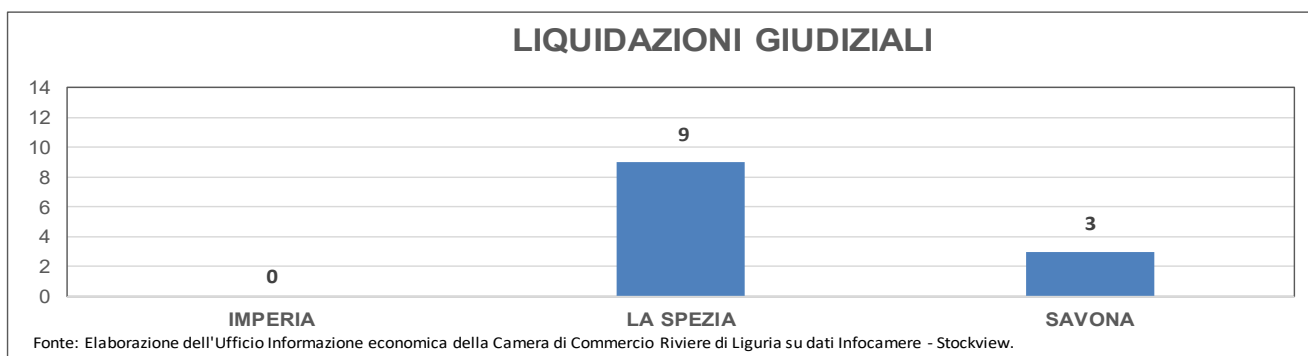 LIQUIDAZIONI GIUDIZIALI
14
12
10
8
6
4
2
0
0
9
3
IMPERIA
LA SPEZIA
SAVONA
Fonte: Elaborazione dell'Ufficio Informazione economica della Camera di Commercio Riviere di Liguria su dati Infocamere - Stockview.